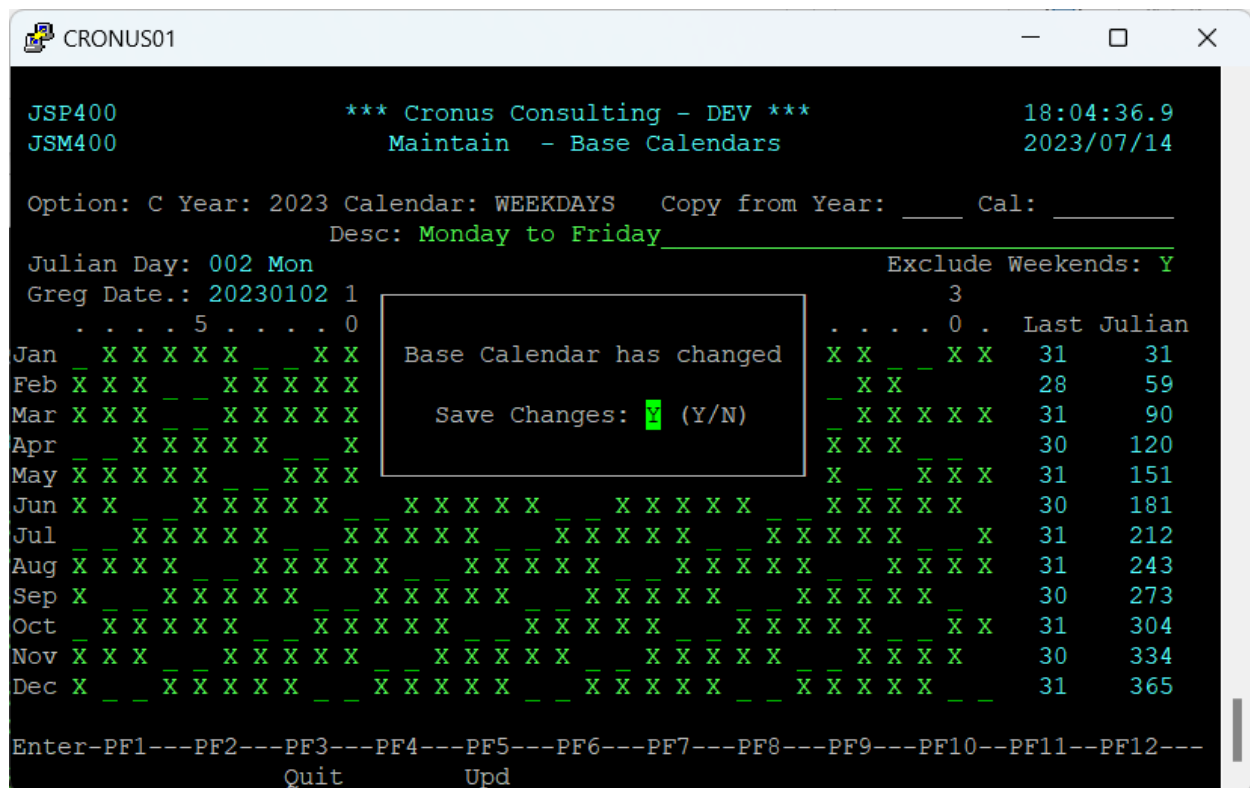 CRONUS01
JSP400 *** Cronus Consulting - DEV *** 18:04:36.9
JSM400 Maintain - Base Calendars 2023/07/14
Option: C Year: 2023 Calendar: WEEKDAYS Copy from Year: ____ Cal: ________
Desc: Monday to Friday__________________________________
Julian Day: 002 Mon Exclude Weekends: Y
Greg Date.: 20230102 1 3
. . . . 5 . . . . 0 . . . . 0 . Last Julian
Jan _ X X X X X _ _ X X Base Calendar has changed X X _ _ X X 31 31
Feb X X X _ _ X X X X X _ X X 28 59
Mar X X X _ _ X X X X X Save Changes: Y (Y/N) _ X X X X X 31 90
Apr _ _ X X X X X _ _ X X X X _ _ 30 120
May X X X X X _ _ X X X X _ _ X X X 31 151
Jun X X _ _ X X X X X _ _ X X X X X _ _ X X X X X _ _ X X X X X 30 181
Jul _ _ X X X X X _ _ X X X X X _ _ X X X X X _ _ X X X X X _ _ X 31 212
Aug X X X X _ _ X X X X X _ _ X X X X X _ _ X X X X X _ _ X X X X 31 243
Sep X _ _ X X X X X _ _ X X X X X _ _ X X X X X _ _ X X X X X _ 30 273
Oct _ X X X X X _ _ X X X X X _ _ X X X X X _ _ X X X X X _ _ X X 31 304
Nov X X X _ _ X X X X X _ _ X X X X X _ _ X X X X X _ _ X X X X 30 334
Dec X _ _ X X X X X _ _ X X X X X _ _ X X X X X _ _ X X X X X _ _ 31 365
Enter-PF1---PF2---PF3---PF4---PF5---PF6---PF7---PF8---PF9---PF10--PF11--PF12---
Quit Upd